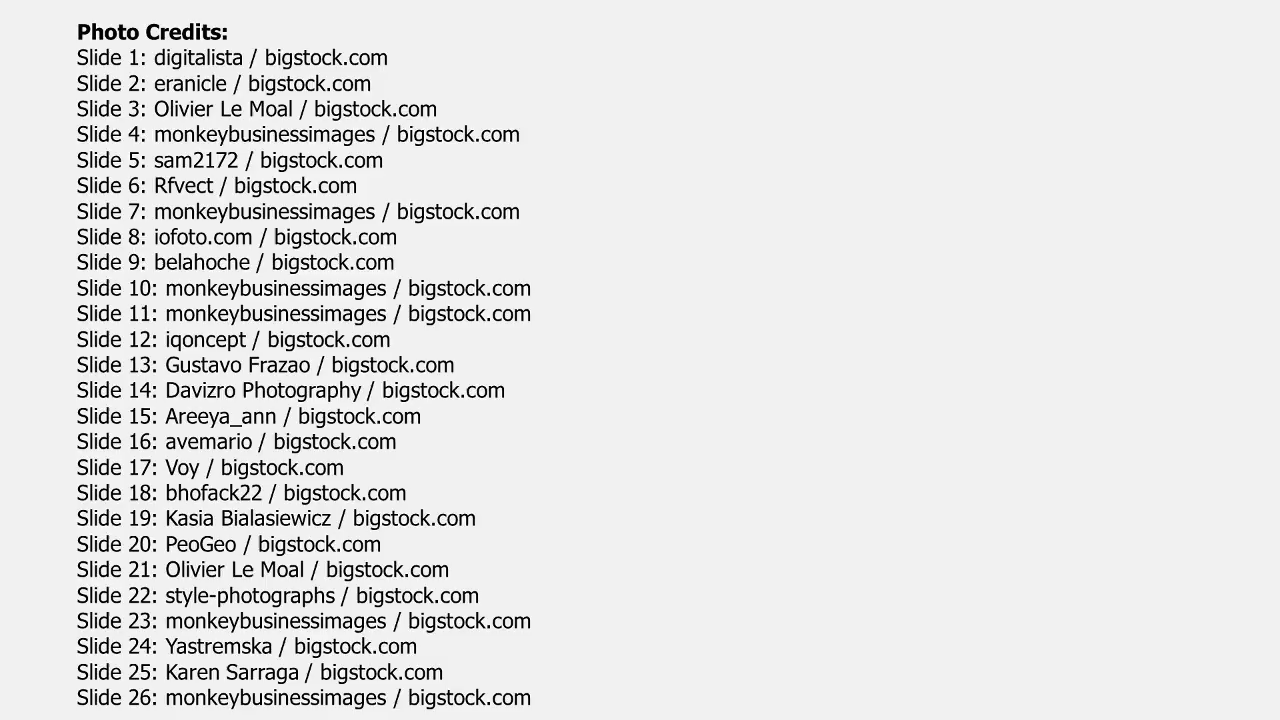 Photo Credits:
Slide 1: digitalista / bigstock.com
Slide 2: eranicle / bigstock.com
Slide 3: Olivier Le Moal / bigstock.com
Slide 4: monkeybusinessimages / bigstock.com
Slide 5: sam2172 / bigstock.com
Slide 6: Rfvect / bigstock.com
Slide 7: monkeybusinessimages / bigstock.com
Slide 8: iofoto.com / bigstock.com
Slide 9: belahoche / bigstock.com
Slide 10: monkeybusinessimages / bigstock.com
Slide 11: monkeybusinessimages / bigstock.com
Slide 12: iqoncept / bigstock.com
Slide 13: Gustavo Frazao / bigstock.com
Slide 14: Davizro Photography / bigstock.com
Slide 15: Areeya_ann / bigstock.com
Slide 16: avemario / bigstock.com
Slide 17: Voy / bigstock.com
Slide 18: bhofack22 / bigstock.com
Slide 19: Kasia Bialasiewicz / bigstock.com
Slide 20: PeoGeo / bigstock.com
Slide 21: Olivier Le Moal / bigstock.com
Slide 22: style-photographs / bigstock.com
Slide 23: monkeybusinessimages / bigstock.com
Slide 24: Yastremska / bigstock.com
Slide 25: Karen Sarraga / bigstock.com
Slide 26: monkeybusinessimages / bigstock.com